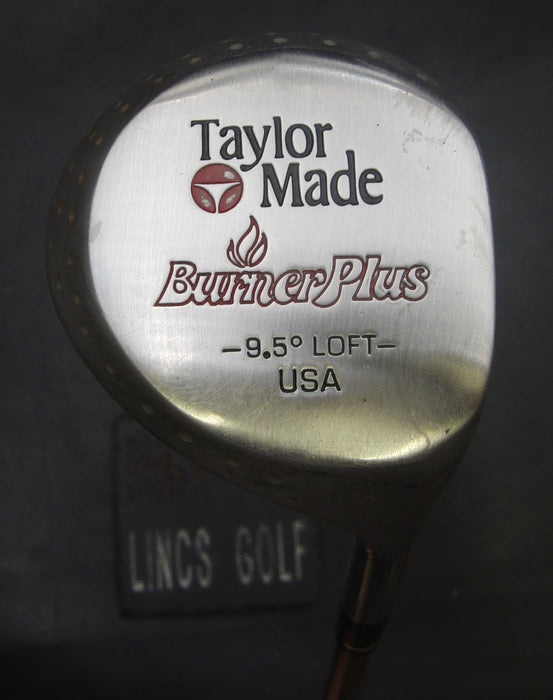 Taylor
Made
BurnerPlus
-9.5° LOFT-
USA
LINCS GOLF